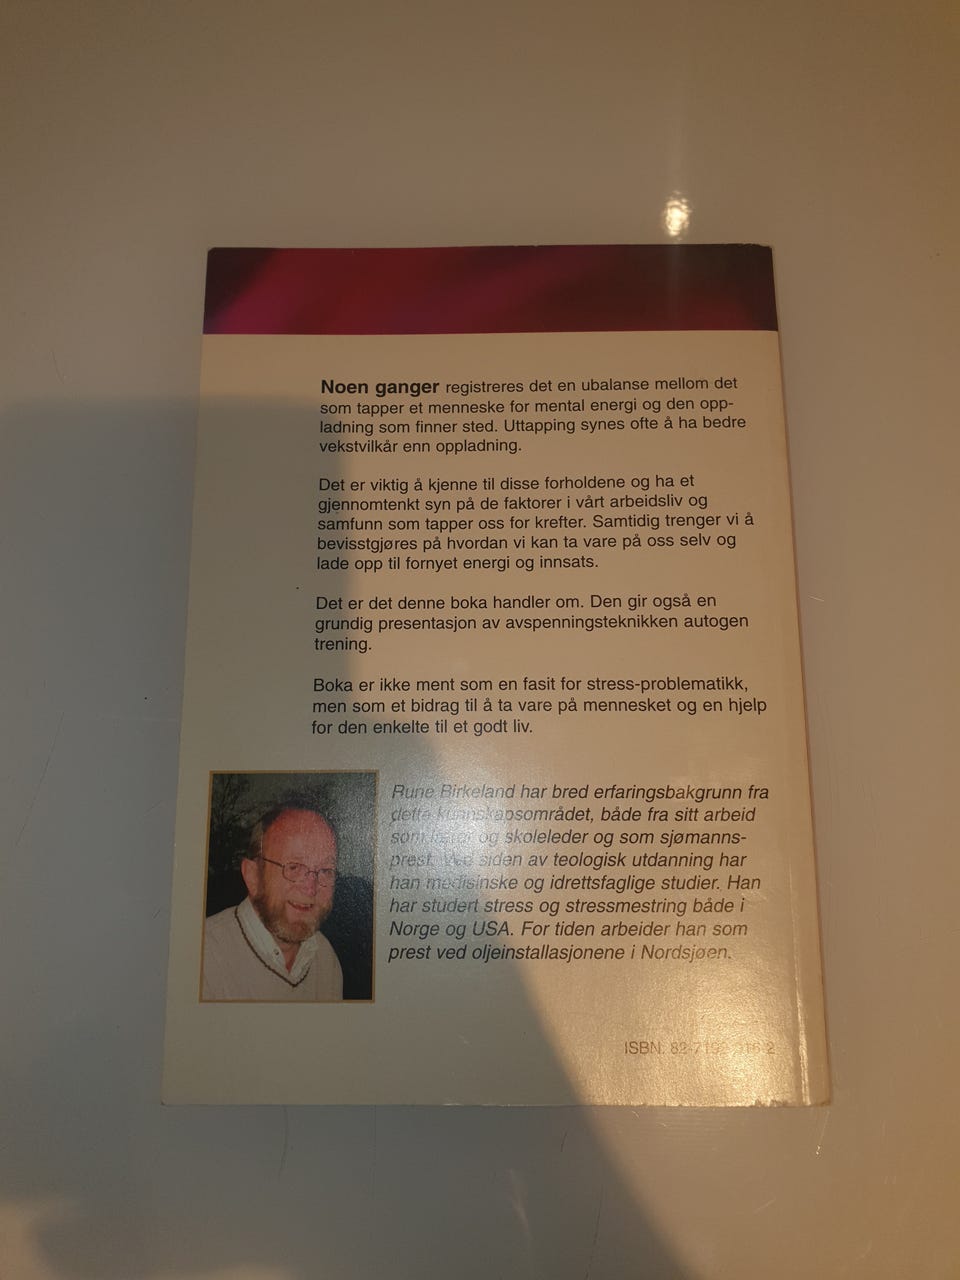 Noen ganger registreres det en ubalanse mellom det
som tapper et menneske for mental energi og den opp-
ladning som finner sted. Uttapping synes ofte å ha bedre
vekstvilkår enn oppladning.
Det er viktig å kjenne til disse forholdene og ha et
gjennomtenkt syn på de faktorer i vårt arbeidsliv og
samfunn som tapper oss for krefter. Samtidig trenger vi å
bevisstgjøres på hvordan vi kan ta vare på oss selv og
lade opp til fornyet energi og innsats.
Det er det denne boka handler om. Den gir også en
grundig presentasjon av avspenningsteknikken autogen
trening.
Boka er ikke ment som en fasit for stress-problematikk,
men som et bidrag til å ta vare på mennesket og en hjelp
for den enkelte til et godt liv.
Rune Birkeland har bred erfaringsbakgrunn fra
dette kunnskapsområdet, både fra sitt arbeid
som lærer og skoleleder og som sjømanns-
prest. Ved siden av teologisk utdanning har
han medisinske og idrettsfaglige studier. Han
har studert stress og stressmestring både i
Norge og USA. For tiden arbeider han som
prest ved oljeinstallasjonene i Nordsjøen.
ISBN: